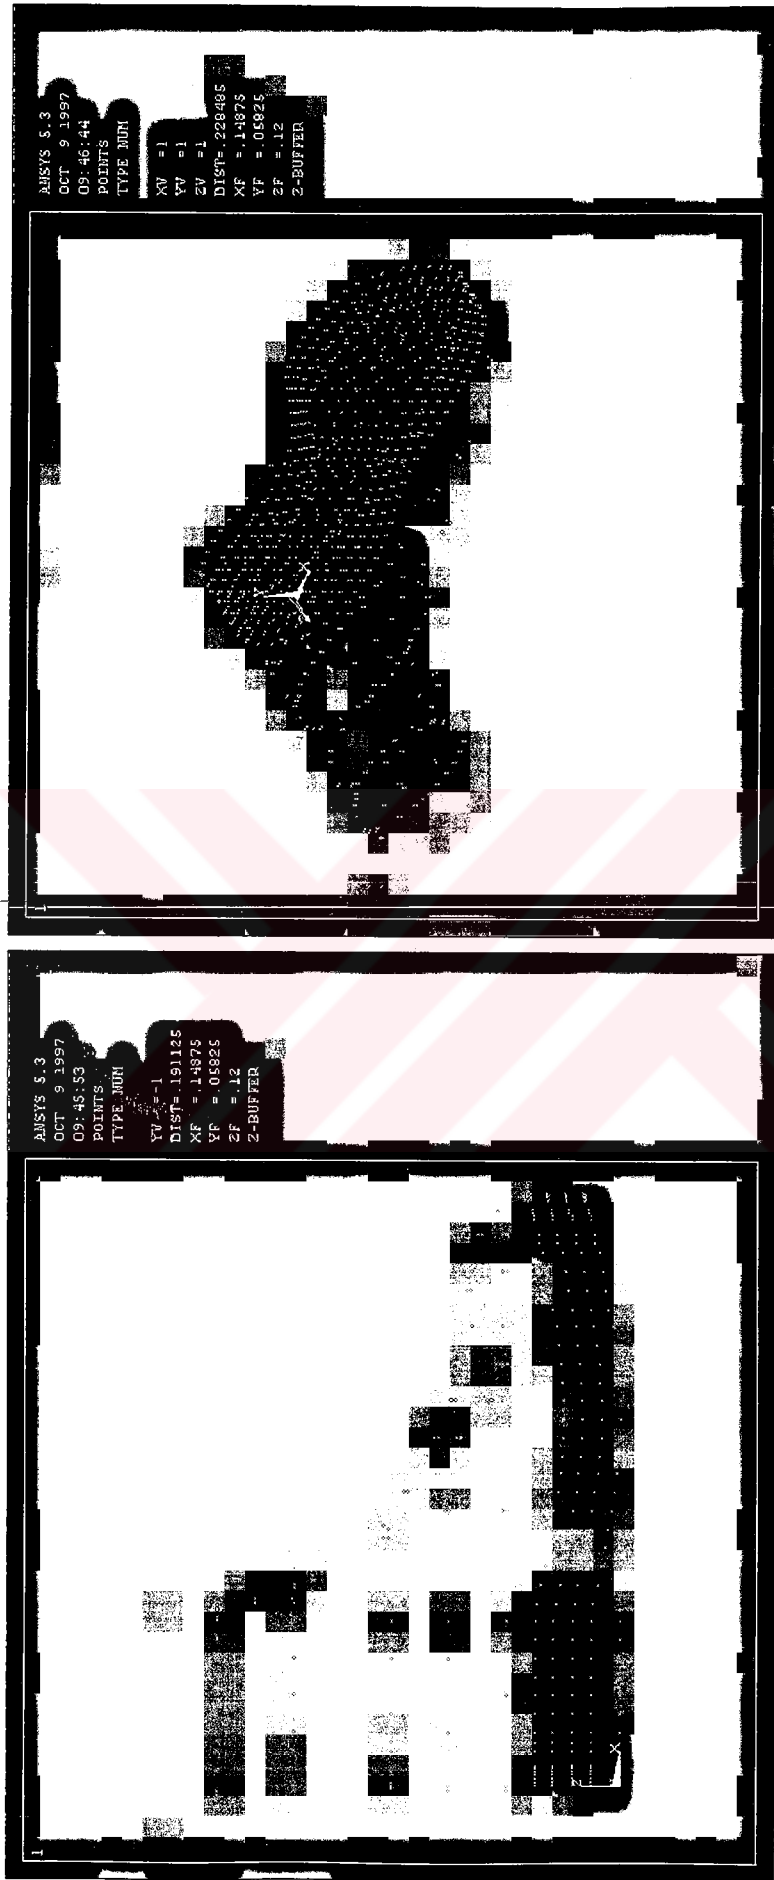 ANSYS 5.3
OCT 9 1997
09:46:44
POINTS
TYPE NUM
XV =1
YV =1
ZV =1
DIST=.228485
XF =.14875
YF =.05825
ZF =.12
Z-BUFFER
1
ANSYS 5.3
OCT 9 1997
09:45:53
POINTS
TYPE NUM
YV =-1
DIST=.191125
XF =.14875
YF =.05825
ZF =.12
Z-BUFFER
X
1